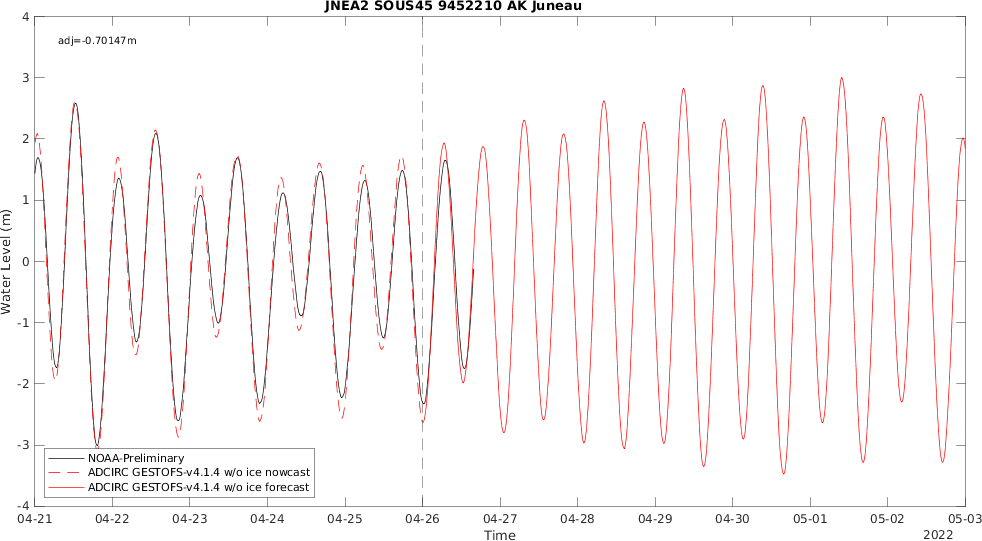 JNEA2 SOUS45 9452210 AK Juneau
adj=-0.70147m
4
3
2
1
0
-1
-2
-3
-4
Water Level (m)
NOAA-Preliminary
ADCIRC GESTOFS-v4.1.4 w/o ice nowcast
ADCIRC GESTOFS-v4.1.4 w/o ice forecast
04-21 04-22 04-23 04-24 04-25 04-26 04-27 04-28 04-29 04-30 05-01 05-02 05-03
Time
2022